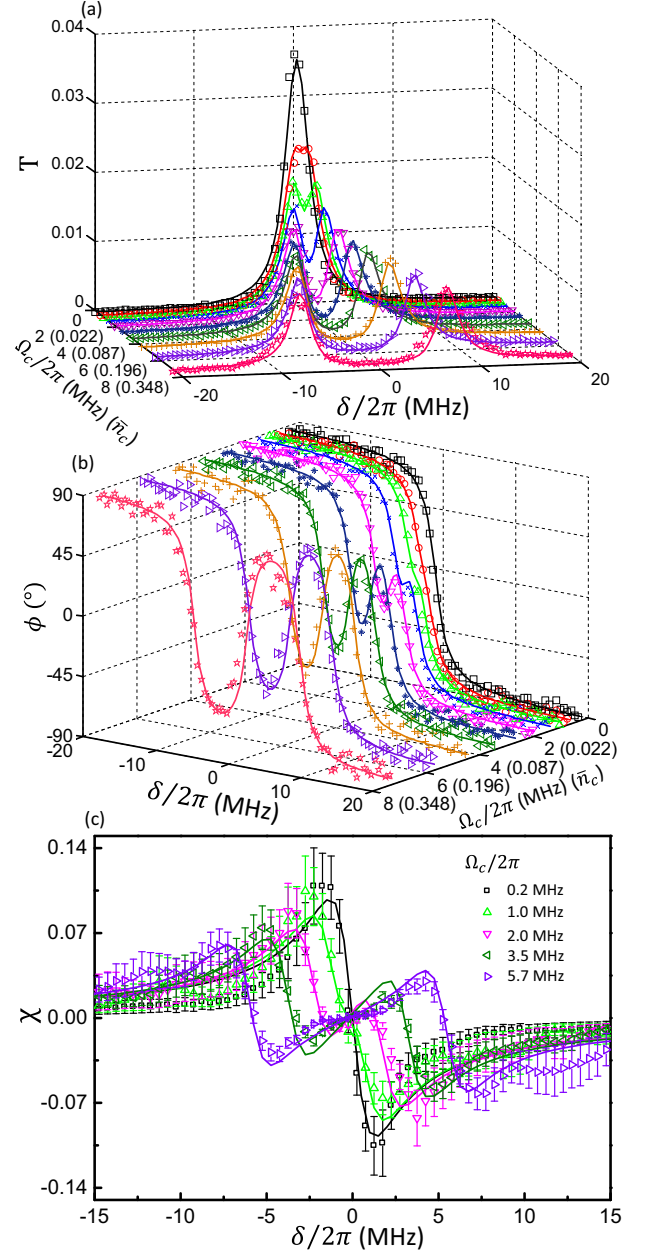 (a)
0.04
0.03
0.02
0.01
0
T
0
2 (0.022)
4 (0.087)
6 (0.196)
8 (0.348)
Ω_c/2π (MHz) (n̄_c)
-20
-10
0
10
20
δ/2π (MHz)
(b)
90
45
0
-45
-90
ϕ (°)
-20
-10
0
10
20
δ/2π (MHz)
0
2 (0.022)
4 (0.087)
6 (0.196)
8 (0.348)
Ω_c/2π (MHz) (n̄_c)
(c)
0.14
0.07
0.00
-0.07
-0.14
χ
Ω_c/2π
0.2 MHz
1.0 MHz
2.0 MHz
3.5 MHz
5.7 MHz
-15 -10 -5 0 5 10 15
δ/2π (MHz)